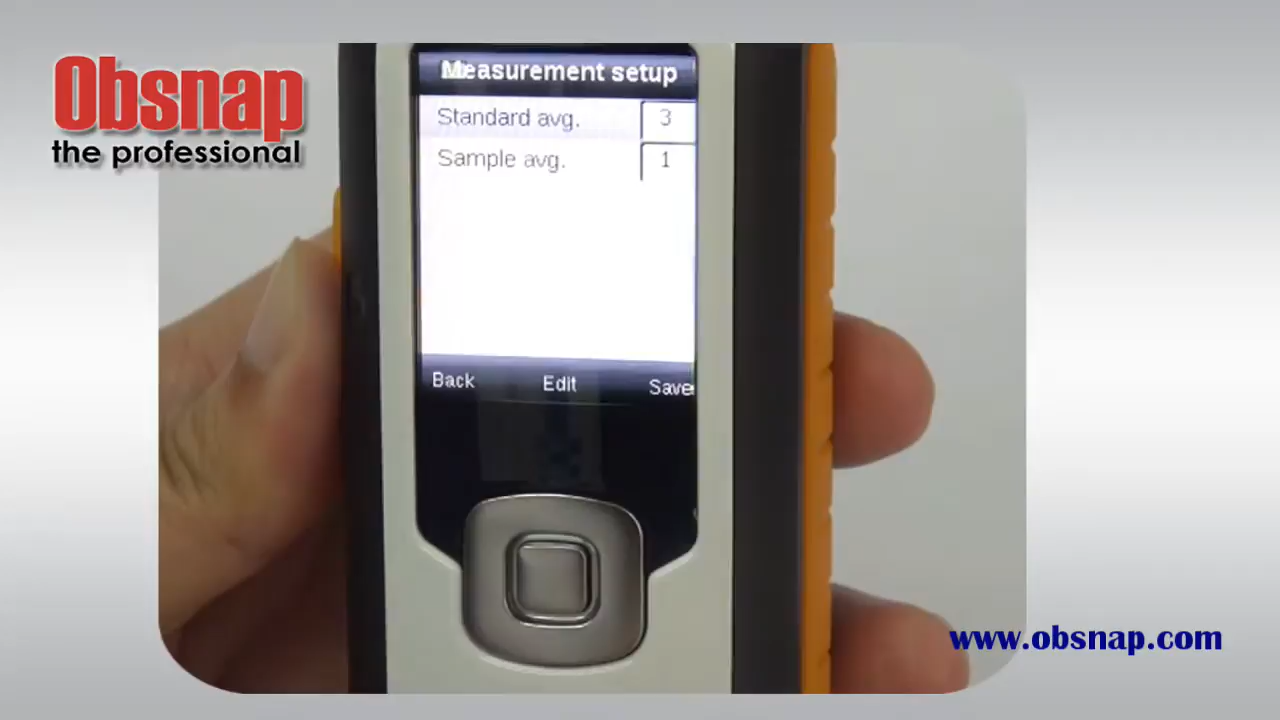 Obsnap
the professional
Measurement setup
Standard avg. 3
Sample avg. 1
Back Edit Save
www.obsnap.com